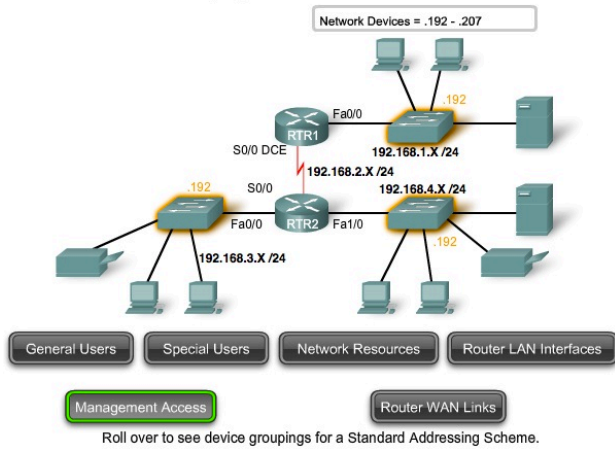 Network Devices = .192 - .207
.192
Fa0/0
RTR1
S0/0 DCE
192.168.1.X /24
192.168.2.X /24
192.168.4.X /24
.192
S0/0
Fa0/0
RTR2
Fa1/0
.192
192.168.3.X /24
General Users
Special Users
Network Resources
Router LAN Interfaces
Management Access
Router WAN Links
Roll over to see device groupings for a Standard Addressing Scheme.